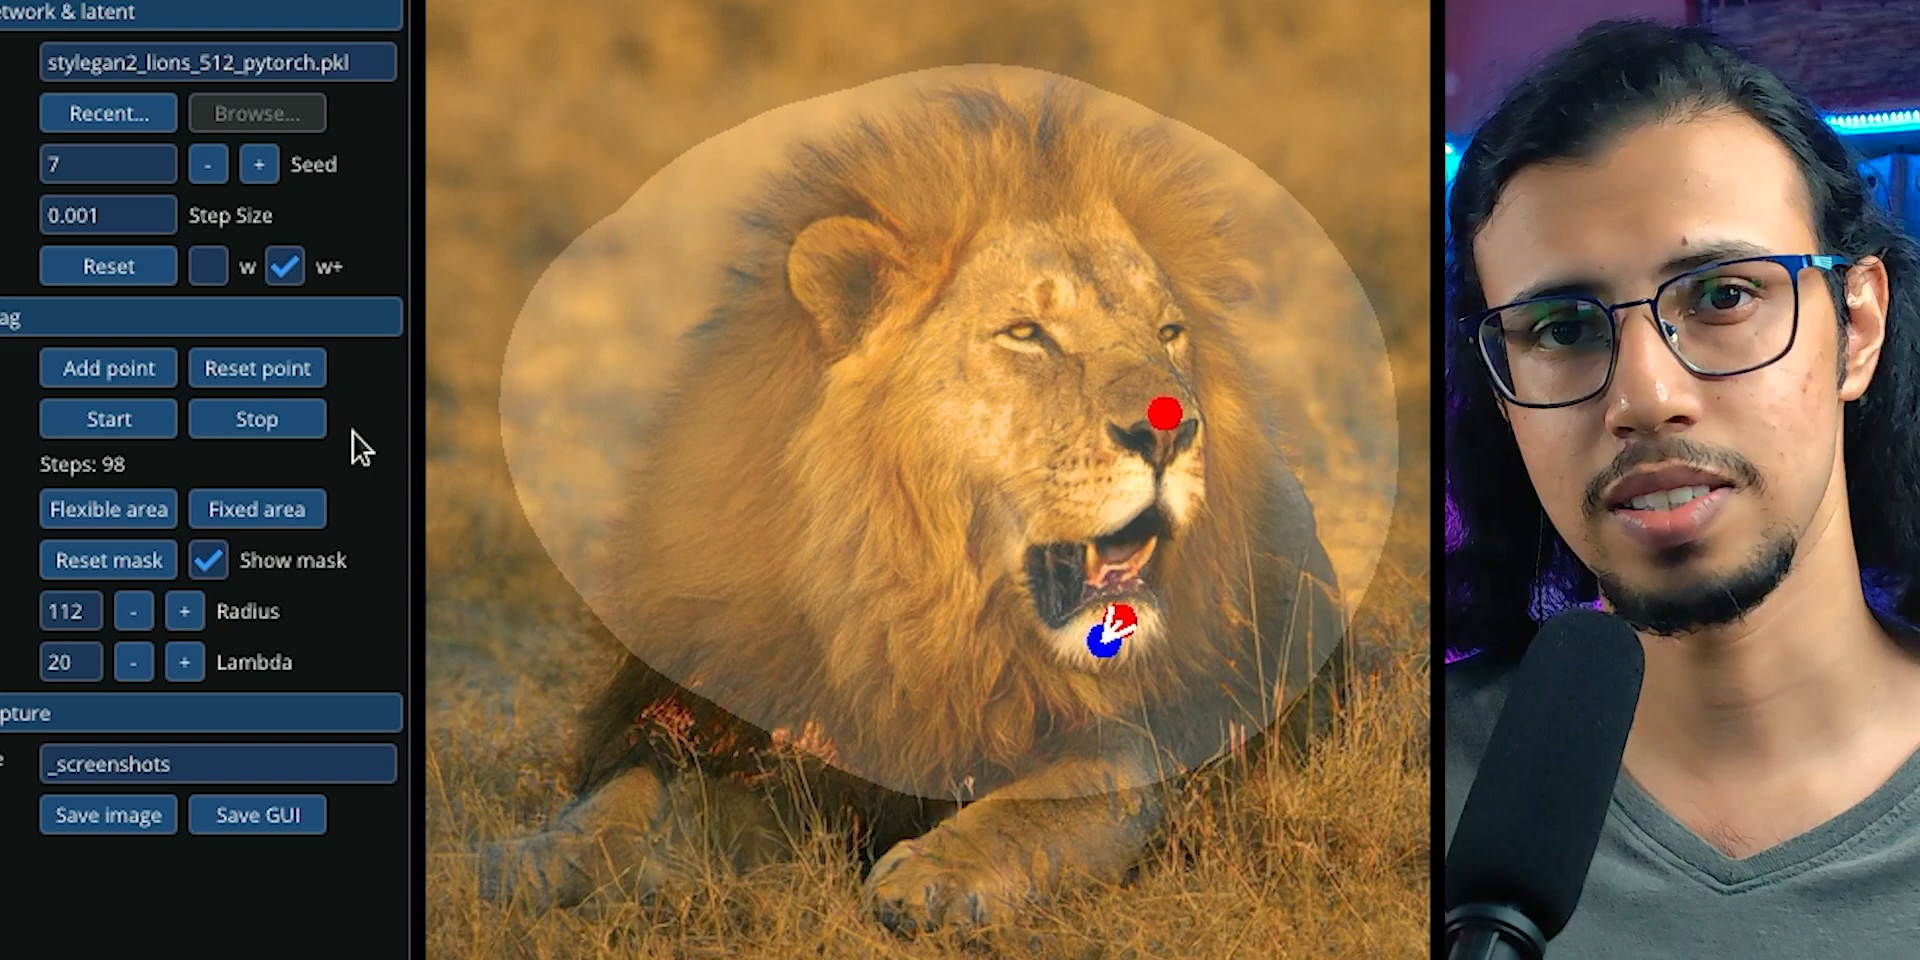 etwork & latent
stylegan2_lions_512_pytorch.pkl
Recent... Browse...
7 - + Seed
0.001 Step Size
Reset w w+
ag
Add point Reset point
Start Stop
Steps: 98
Flexible area Fixed area
Reset mask Show mask
112 - + Radius
20 - + Lambda
pture
e _screenshots
Save image Save GUI